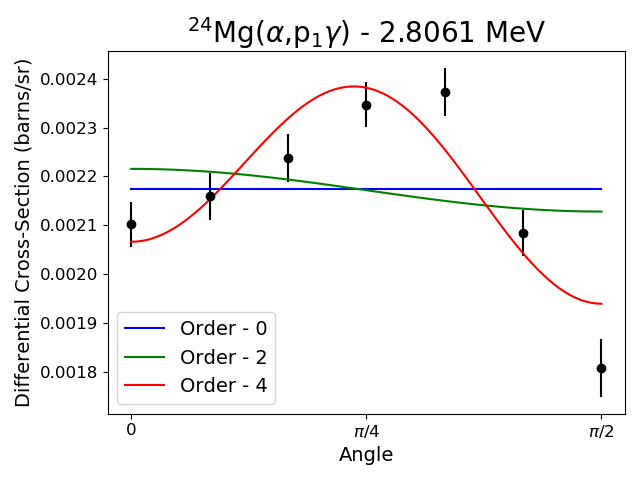 ²⁴Mg(α,p₁γ) - 2.8061 MeV
Differential Cross-Section (barns/sr)
0.0024
0.0023
0.0022
0.0021
0.0020
0.0019
0.0018
Order - 0
Order - 2
Order - 4
0
π/4
π/2
Angle